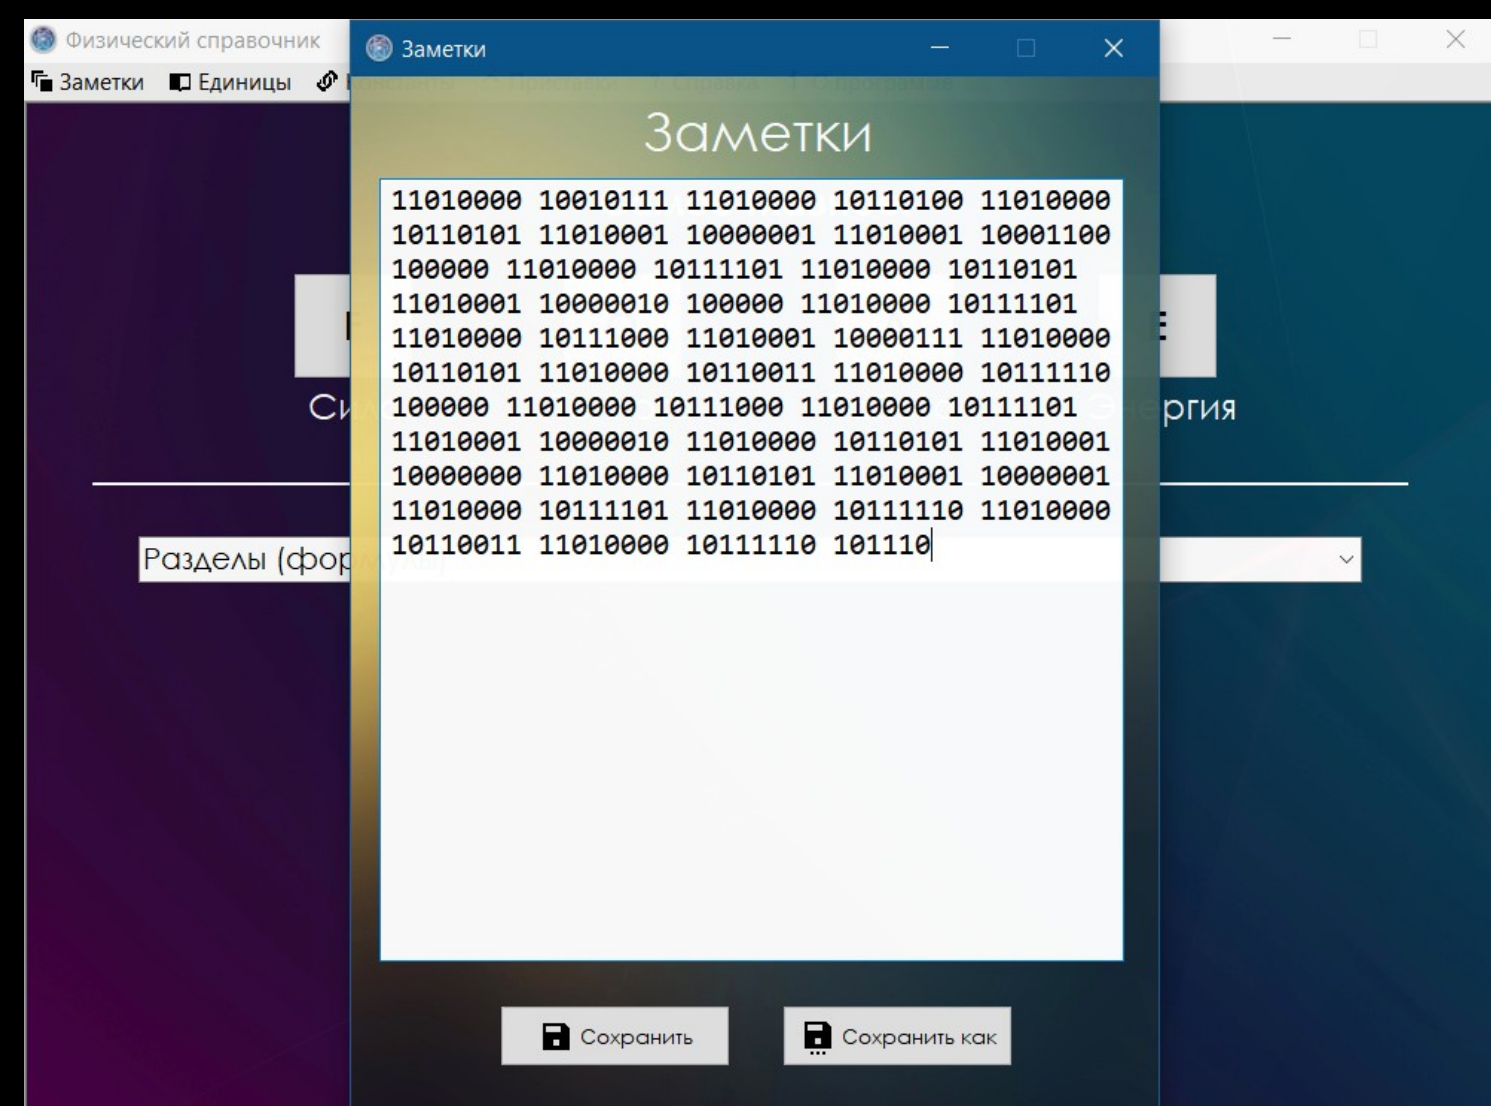 Физический справочник
Заметки
Заметки Единицы
Заметки
11010000 10010111 11010000 10110100 11010000
10110101 11010001 10000001 11010001 10001100
100000 11010000 10111101 11010000 10110101
11010001 10000010 100000 11010000 10111101
11010000 10111000 11010001 10000111 11010000
10110101 11010000 10110011 11010000 10111110
100000 11010000 10111000 11010000 10111101
11010001 10000010 11010000 10110101 11010001
10000000 11010000 10110101 11010001 10000001
11010000 10111101 11010000 10111110 11010000
10110011 11010000 10111110 101110
Энергия
Разделы (формулы)
Сохранить
Сохранить как